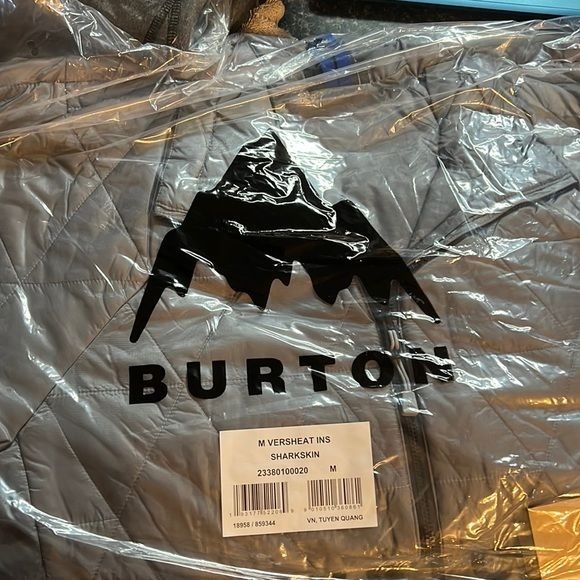 BURTON
M VERSHEAT INS
SHARKSKIN
23380100020 M
18958 / 859344 VN, TUYEN QUANG